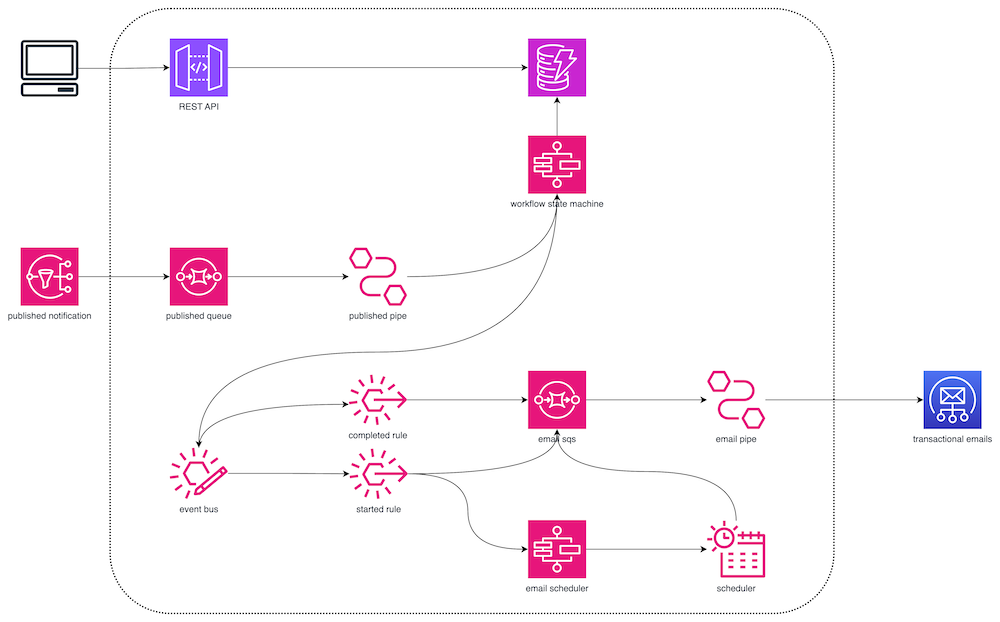 REST API
workflow state machine
published notification
published queue
published pipe
completed rule
email sqs
email pipe
transactional emails
event bus
started rule
email scheduler
scheduler